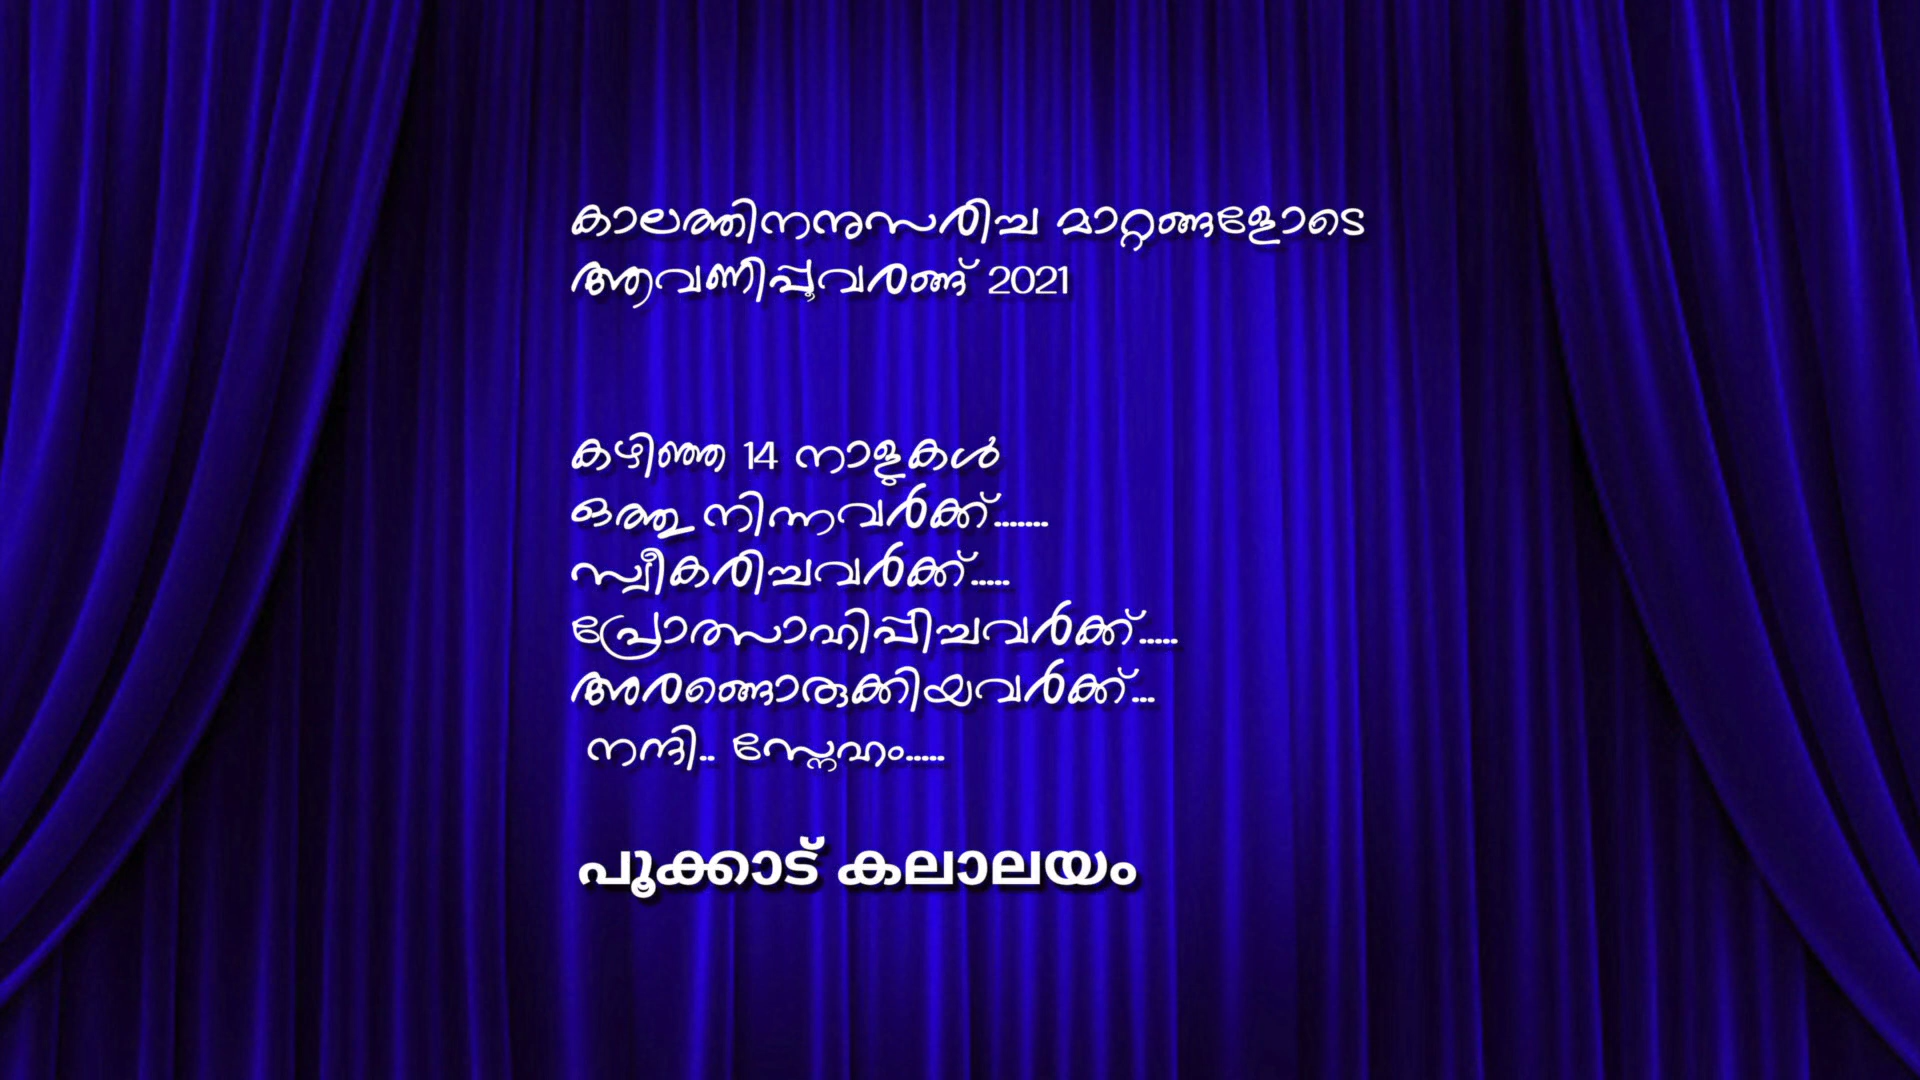 കാലത്തിനനുസരിച്ച മാറ്റങ്ങളോടെ
ആവണിപ്പൂവരങ്ങ് 2021
കഴിഞ്ഞ 14 നാളുകൾ
ഒത്തു നിന്നവർക്ക്.......
സ്വീകരിച്ചവർക്ക്.....
പ്രോത്സാഹിപ്പിച്ചവർക്ക്.....
അരങ്ങൊരുക്കിയവർക്ക്...
നന്ദി.. സ്നേഹം.....
പൂക്കാട് കലാലയം